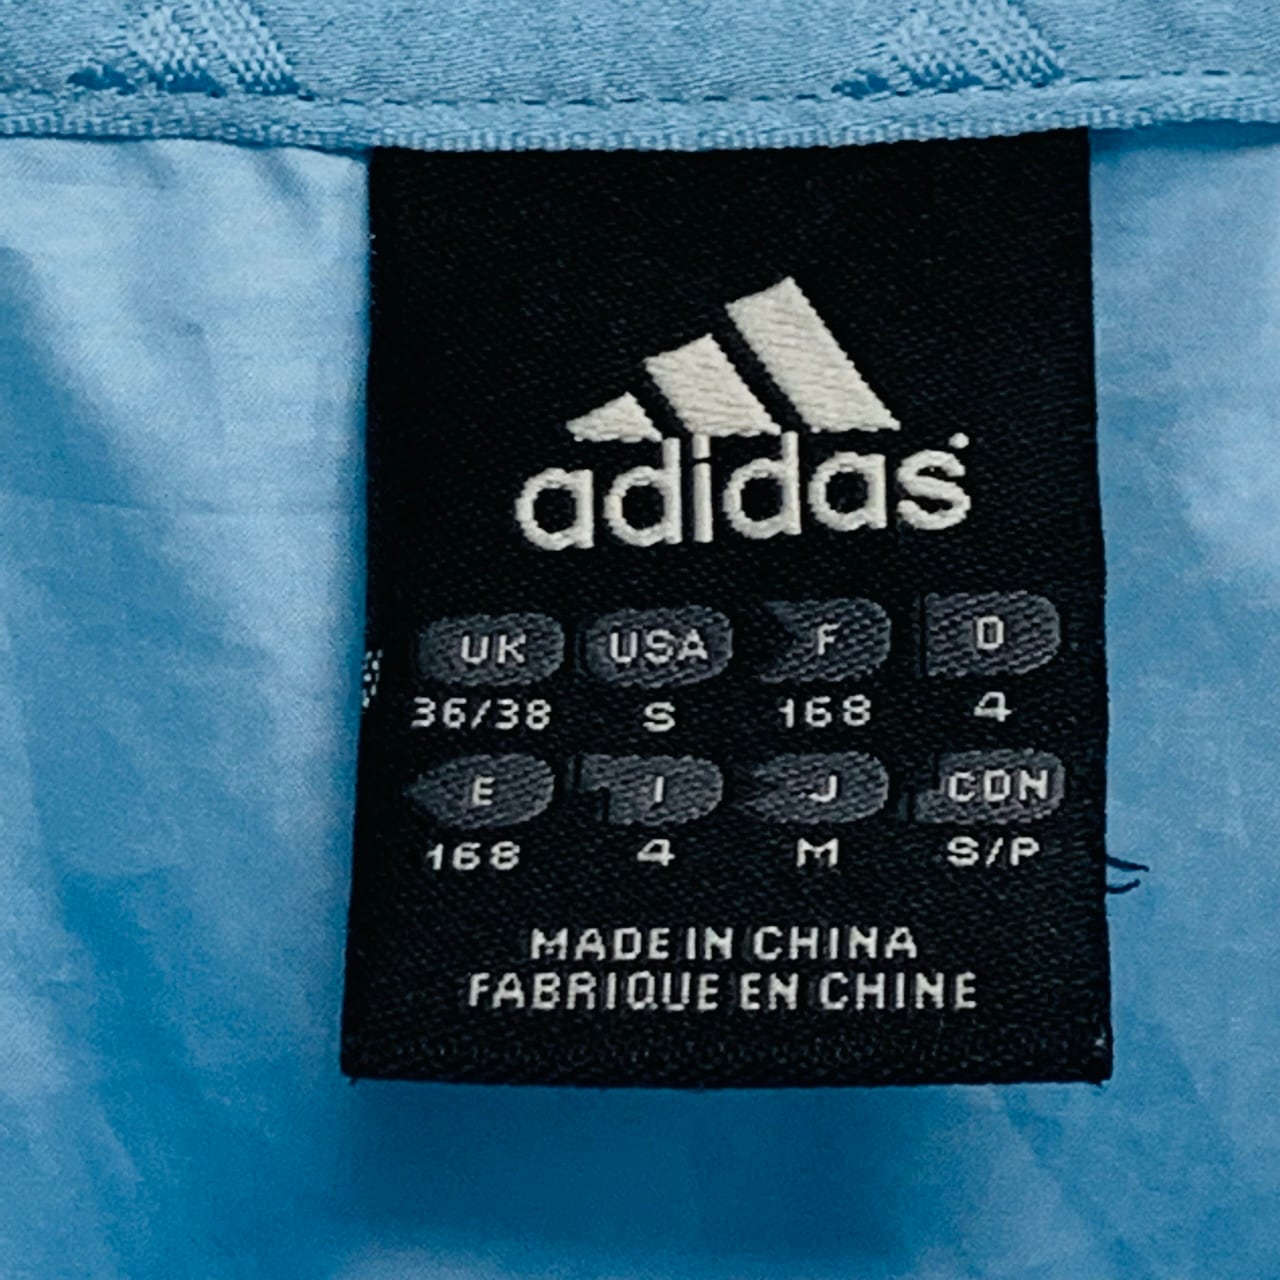 adidas
UK USA F D
36/38 S 168 4
E I J CDN
168 4 M S/P
MADE IN CHINA
FABRIQUE EN CHINE